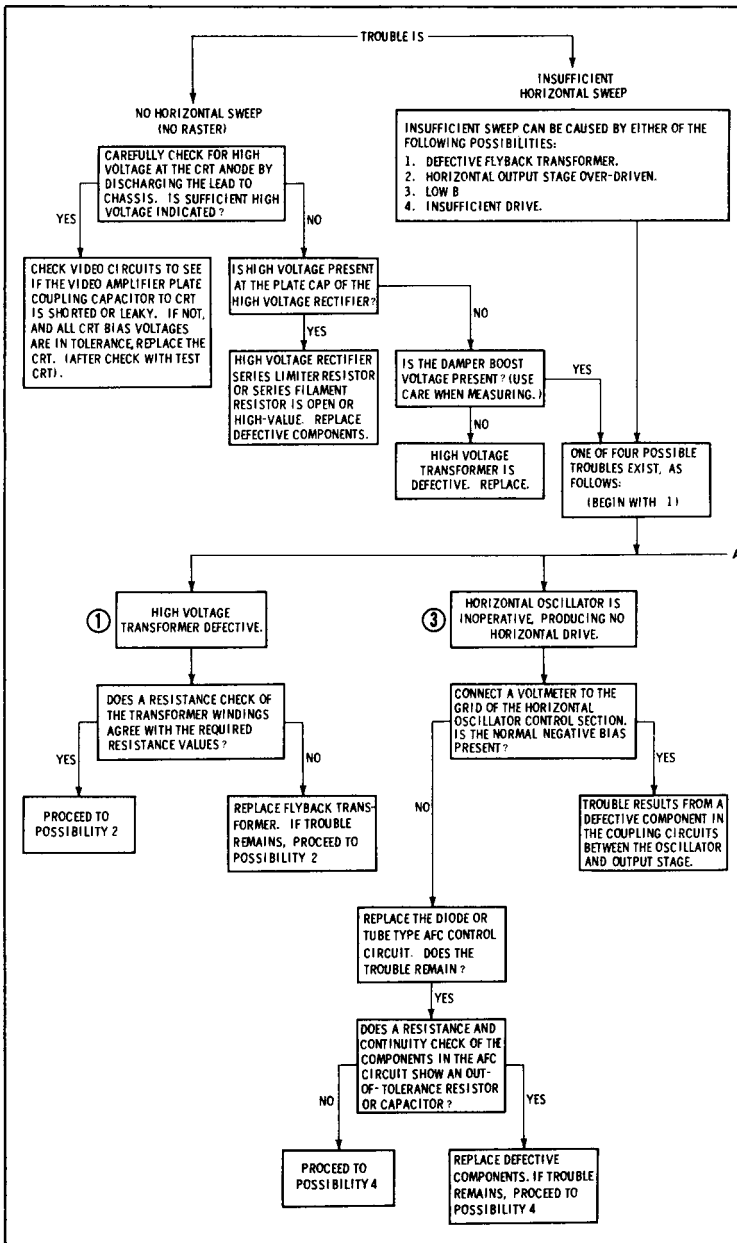 TROUBLE IS
NO HORIZONTAL SWEEP
(NO RASTER)
INSUFFICIENT
HORIZONTAL SWEEP
CAREFULLY CHECK FOR HIGH
VOLTAGE AT THE CRT ANODE BY
DISCHARGING THE LEAD TO
CHASSIS. IS SUFFICIENT HIGH
VOLTAGE INDICATED?
INSUFFICIENT SWEEP CAN BE CAUSED BY EITHER OF THE
FOLLOWING POSSIBILITIES:
1. DEFECTIVE FLYBACK TRANSFORMER.
2. HORIZONTAL OUTPUT STAGE OVER-DRIVEN.
3. LOW B
4. INSUFFICIENT DRIVE.
YES
NO
CHECK VIDEO CIRCUITS TO SEE
IF THE VIDEO AMPLIFIER PLATE
COUPLING CAPACITOR TO CRT
IS SHORTED OR LEAKY. IF NOT,
AND ALL CRT BIAS VOLTAGES
ARE IN TOLERANCE, REPLACE THE
CRT. (AFTER CHECK WITH TEST
CRT).
IS HIGH VOLTAGE PRESENT
AT THE PLATE CAP OF THE
HIGH VOLTAGE RECTIFIER?
YES
NO
HIGH VOLTAGE RECTIFIER
SERIES LIMITER RESISTOR
OR SERIES FILAMENT
RESISTOR IS OPEN OR
HIGH-VALUE. REPLACE
DEFECTIVE COMPONENTS.
IS THE DAMPER BOOST
VOLTAGE PRESENT? (USE
CARE WHEN MEASURING.)
YES
NO
HIGH VOLTAGE
TRANSFORMER IS
DEFECTIVE. REPLACE.
ONE OF FOUR POSSIBLE
TROUBLES EXIST, AS
FOLLOWS:
(BEGIN WITH 1)
1
HIGH VOLTAGE
TRANSFORMER DEFECTIVE.
3
HORIZONTAL OSCILLATOR IS
INOPERATIVE, PRODUCING NO
HORIZONTAL DRIVE.
DOES A RESISTANCE CHECK OF
THE TRANSFORMER WINDINGS
AGREE WITH THE REQUIRED
RESISTANCE VALUES?
CONNECT A VOLTMETER TO THE
GRID OF THE HORIZONTAL
OSCILLATOR CONTROL SECTION.
IS THE NORMAL NEGATIVE BIAS
PRESENT?
YES
NO
NO
YES
PROCEED TO
POSSIBILITY 2
REPLACE FLYBACK TRANS-
FORMER. IF TROUBLE
REMAINS, PROCEED TO
POSSIBILITY 2
TROUBLE RESULTS FROM A
DEFECTIVE COMPONENT IN
THE COUPLING CIRCUITS
BETWEEN THE OSCILLATOR
AND OUTPUT STAGE.
REPLACE THE DIODE OR
TUBE TYPE AFC CONTROL
CIRCUIT. DOES THE
TROUBLE REMAIN?
YES
DOES A RESISTANCE AND
CONTINUITY CHECK OF THE
COMPONENTS IN THE AFC
CIRCUIT SHOW AN OUT-
OF-TOLERANCE RESISTOR
OR CAPACITOR?
NO
YES
PROCEED TO
POSSIBILITY 4
REPLACE DEFECTIVE
COMPONENTS. IF TROUBLE
REMAINS, PROCEED TO
POSSIBILITY 4